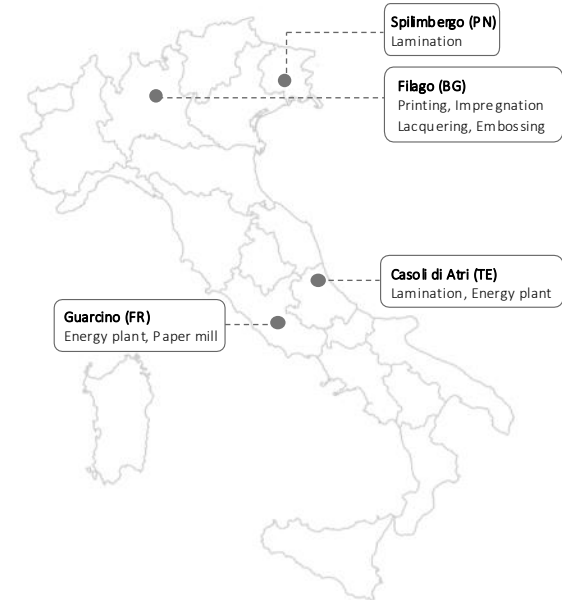 Spilimbergo (PN)
Lamination
Filago (BG)
Printing, Impregnation
Lacquering, Embossing
Casoli di Atri (TE)
Lamination, Energy plant
Guarcino (FR)
Energy plant, Paper mill